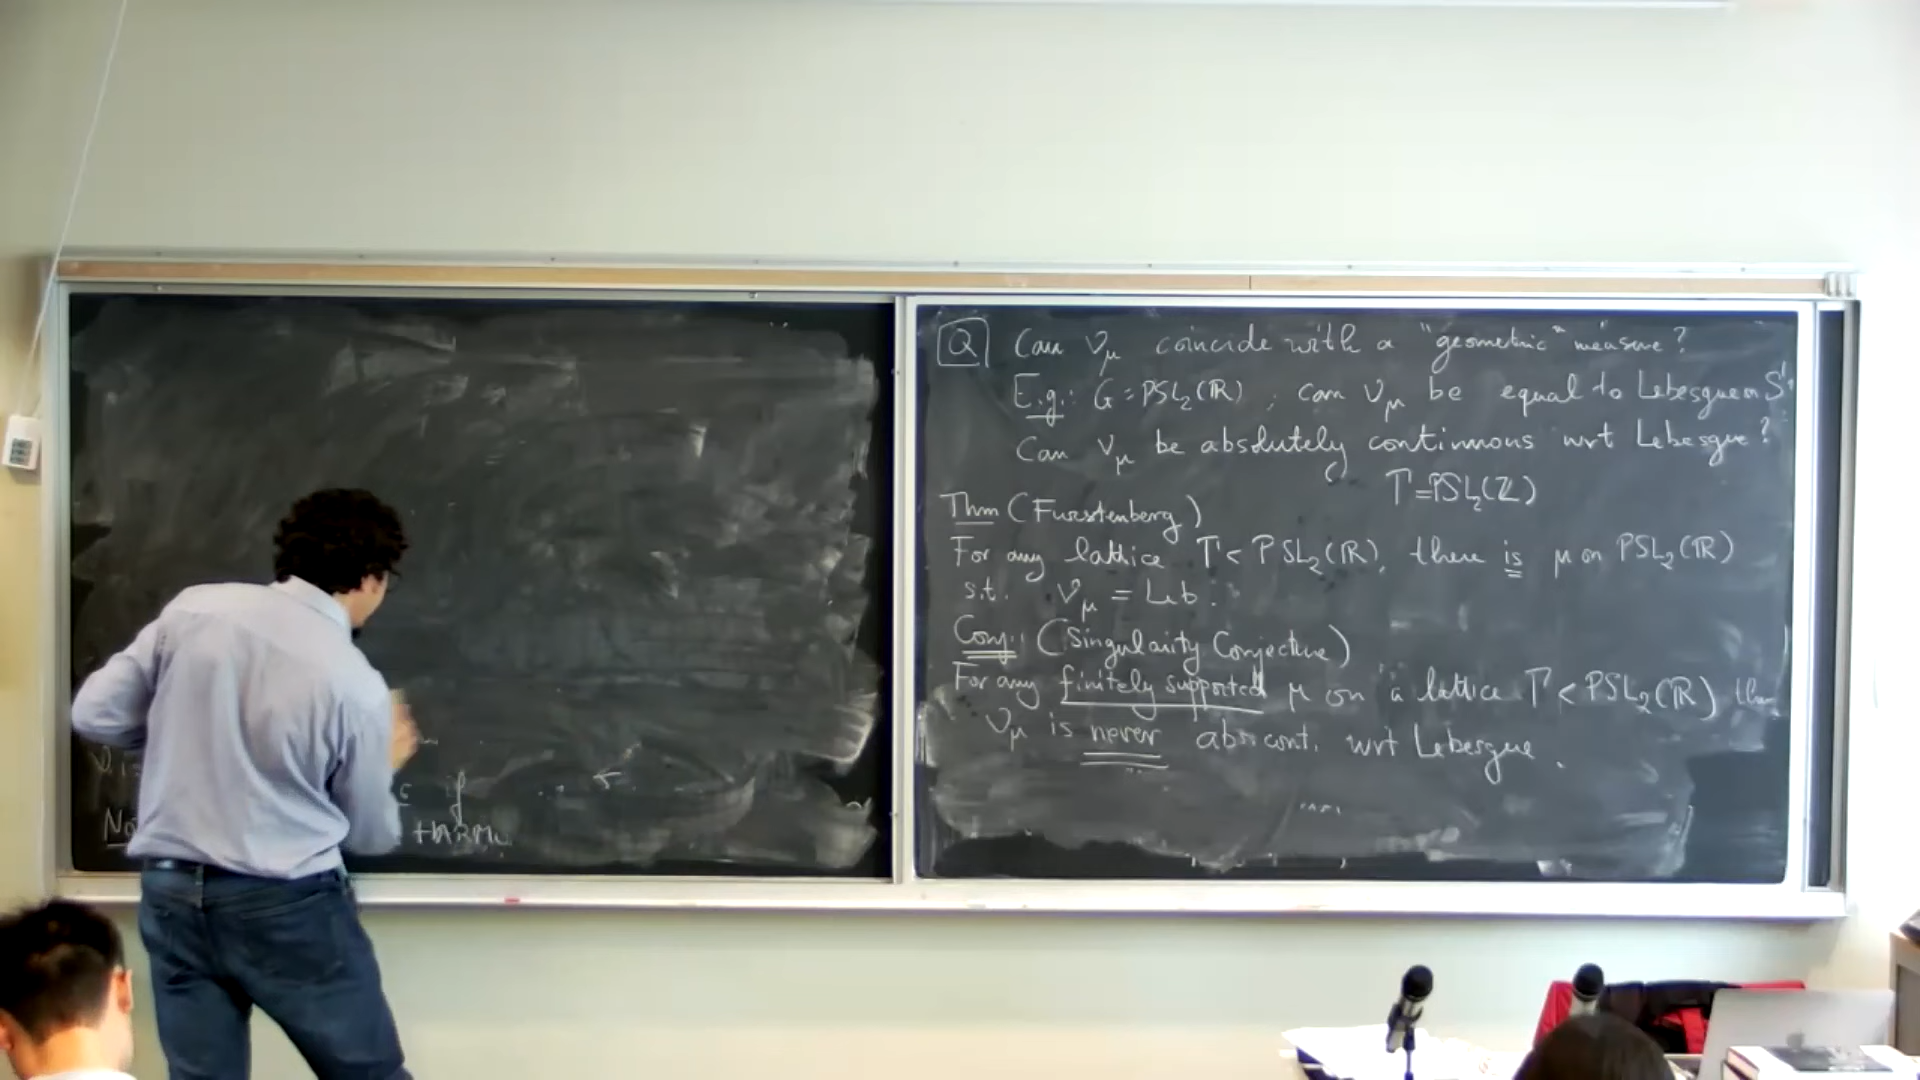 if
No
Q Can ν_μ coincide with a "geometric" measure?
E.g.: G = PSL₂(ℝ), can ν_μ be equal to Lebesgue on S¹?
Can ν_μ be absolutely continuous wrt Lebesgue?
Γ=PSL₂(ℤ)
Thm (Furstenberg)
For any lattice Γ < PSL₂(ℝ), there is μ on PSL₂(ℝ)
s.t. ν_μ = Leb.
Conj.: (Singularity Conjecture)
For any finitely supported μ on a lattice Γ < PSL₂(ℝ) then
ν_μ is never abs. cont. wrt Lebesgue.